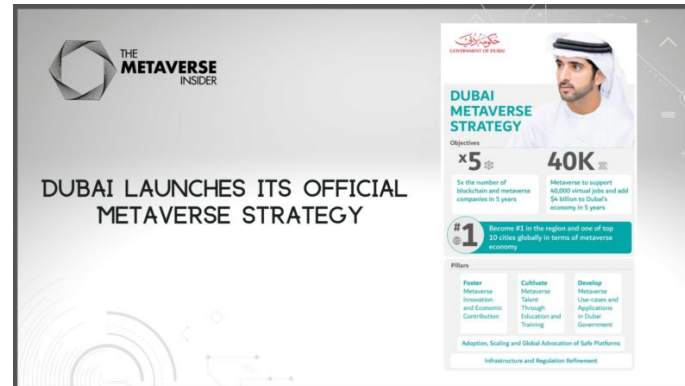 THE
METAVERSE
INSIDER
DUBAI LAUNCHES ITS OFFICIAL
METAVERSE STRATEGY
GOVERNMENT OF DUBAI
DUBAI
METAVERSE
STRATEGY
Objectives
x5
5x the number of
blockchain and metaverse
companies in 5 years
40K
Metaverse to support
40,000 virtual jobs and add
$4 billion to Dubai's
economy in 5 years
#1
Become #1 in the region and one of top
10 cities globally in terms of metaverse
economy
Pillars
Foster
Metaverse
Innovation
and Economic
Contribution
Cultivate
Metaverse
Talent
Through
Education and
Training
Develop
Metaverse
Use-cases and
Applications
in Dubai
Government
Adoption, Scaling and Global Advocation of Safe Platforms
Infrastructure and Regulation Refinement